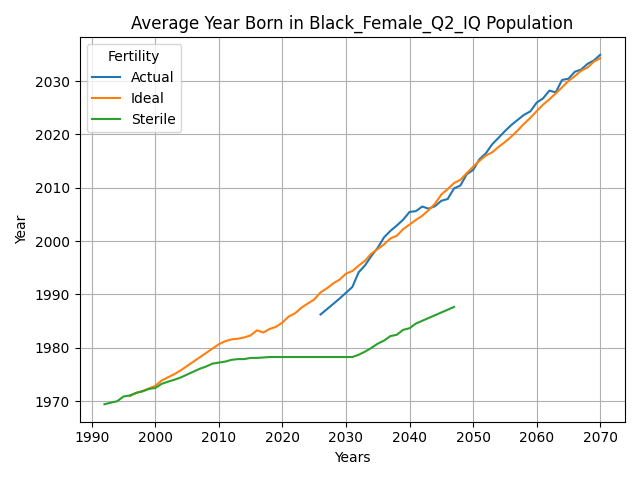 Average Year Born in Black_Female_Q2_IQ Population
Fertility
Actual
Ideal
Sterile
Year
2030
2020
2010
2000
1990
1980
1970
1990 2000 2010 2020 2030 2040 2050 2060 2070
Years